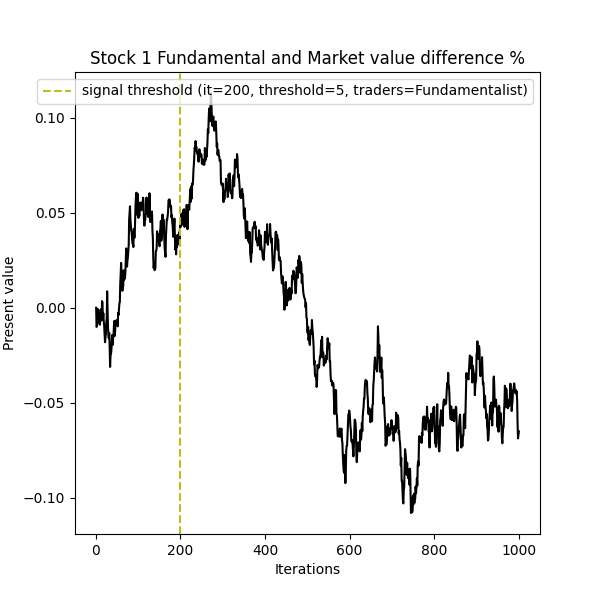 Stock 1 Fundamental and Market value difference %
signal threshold (it=200, threshold=5, traders=Fundamentalist)
0.10
0.05
0.00
−0.05
−0.10
Present value
0 200 400 600 800 1000
Iterations